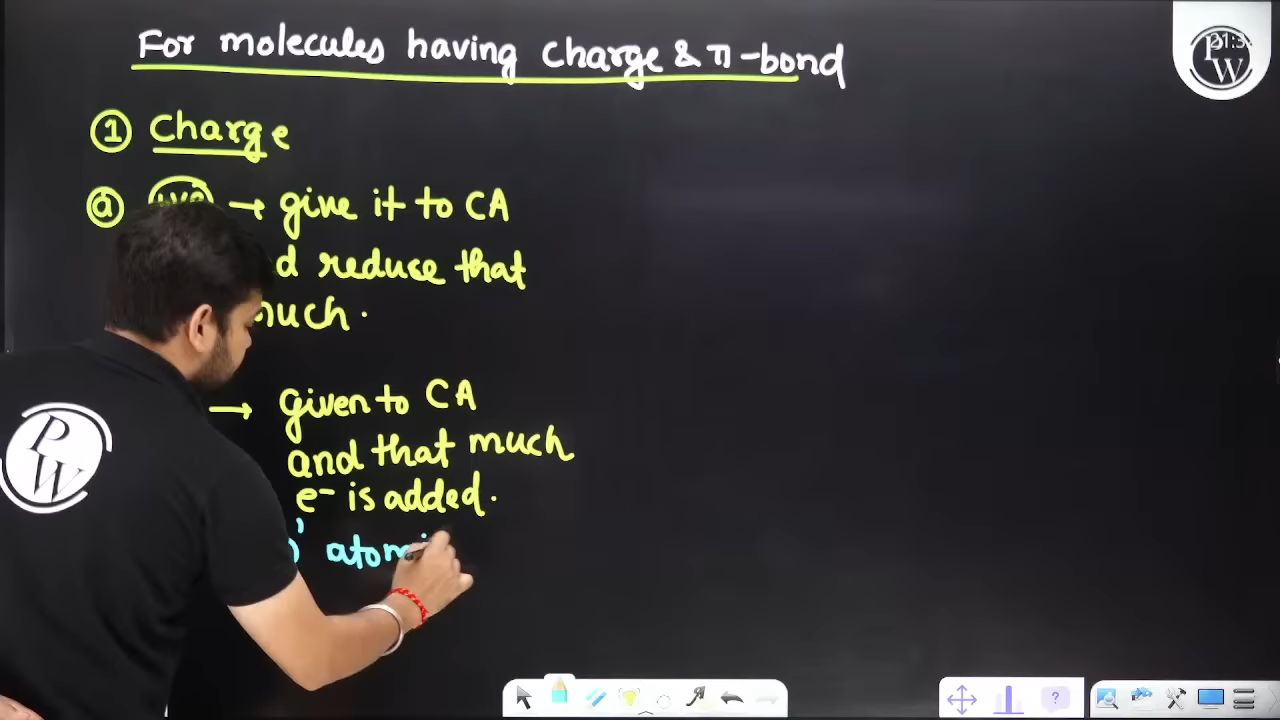 For molecules having charge & π-bond
① Charge
ⓐ +ve → give it to CA
reduce that
much.
→ given to CA
and that much
e⁻ is added.
P
W
P
W